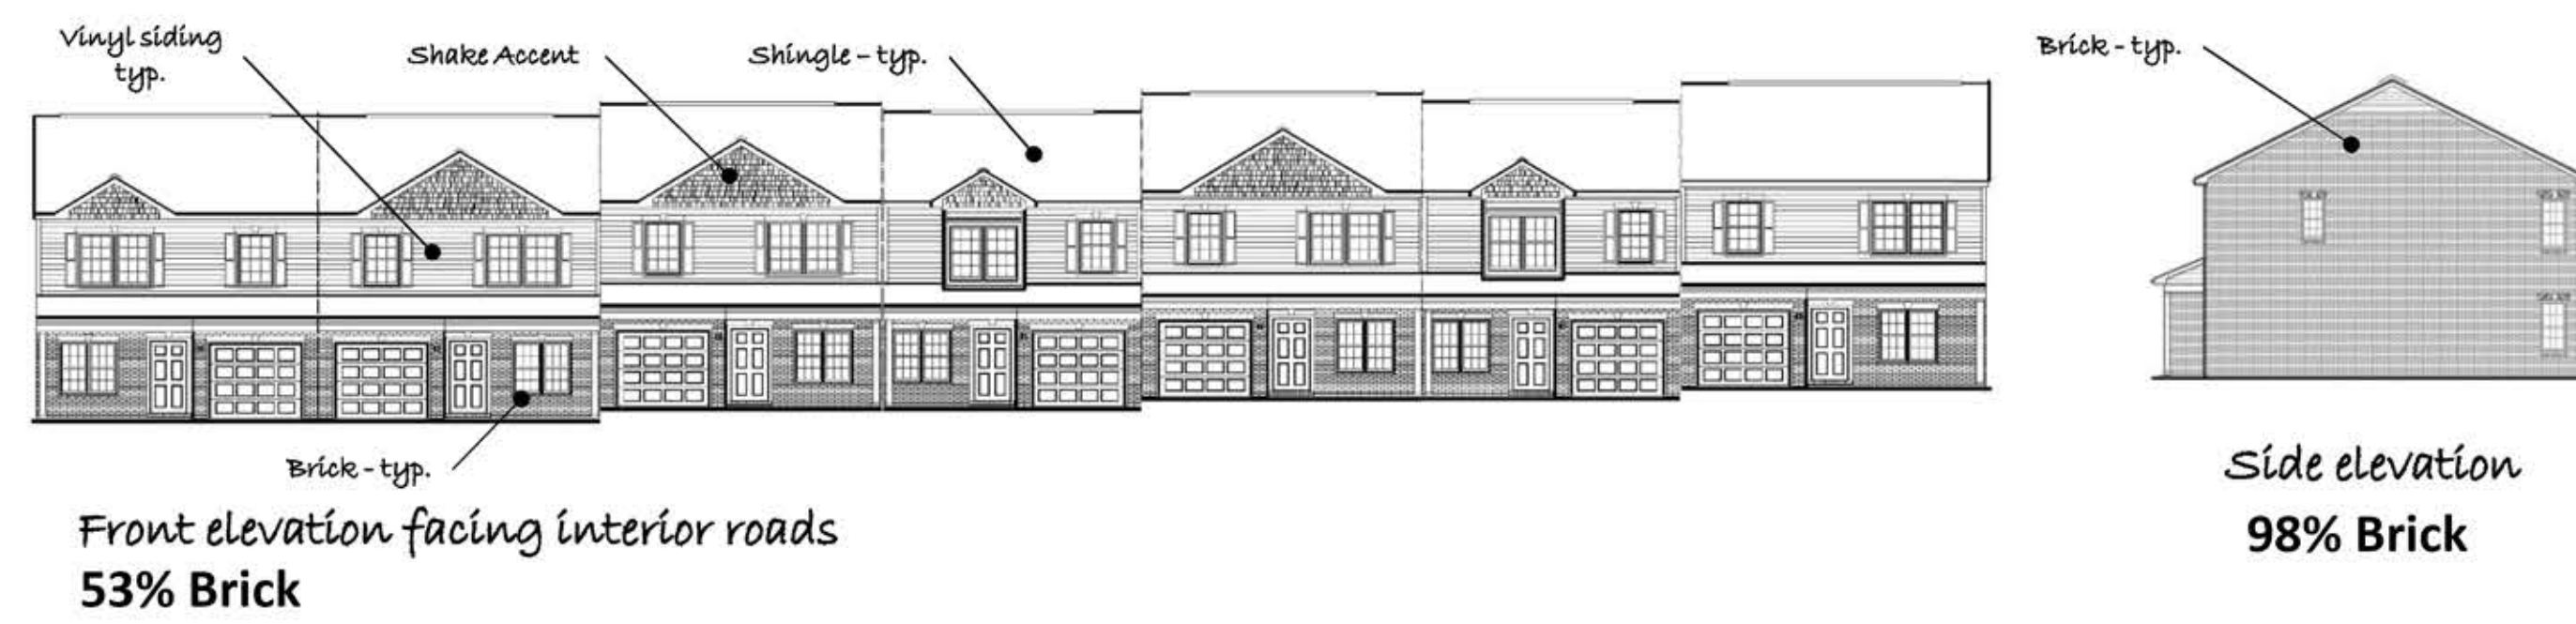 Vinyl siding
typ.
Shake Accent
Shingle - typ.
Brick - typ.
Brick - typ.
Front elevation facing interior roads
53% Brick
Side elevation
98% Brick